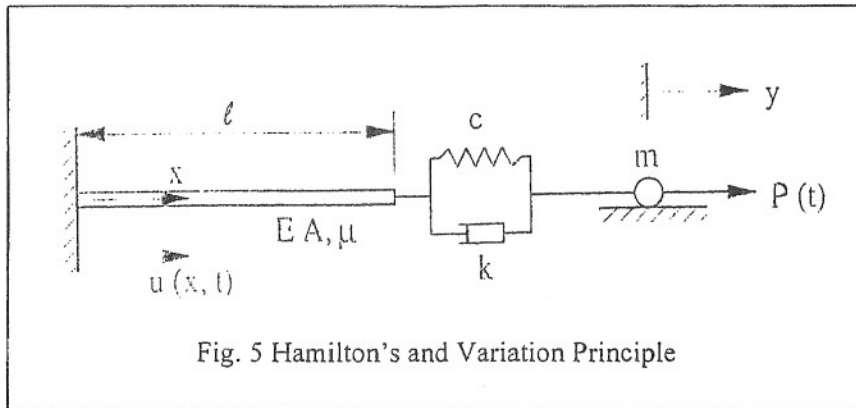 ℓ
y
c
x
m
P (t)
E A, μ
k
u (x, t)
Fig. 5 Hamilton's and Variation Principle